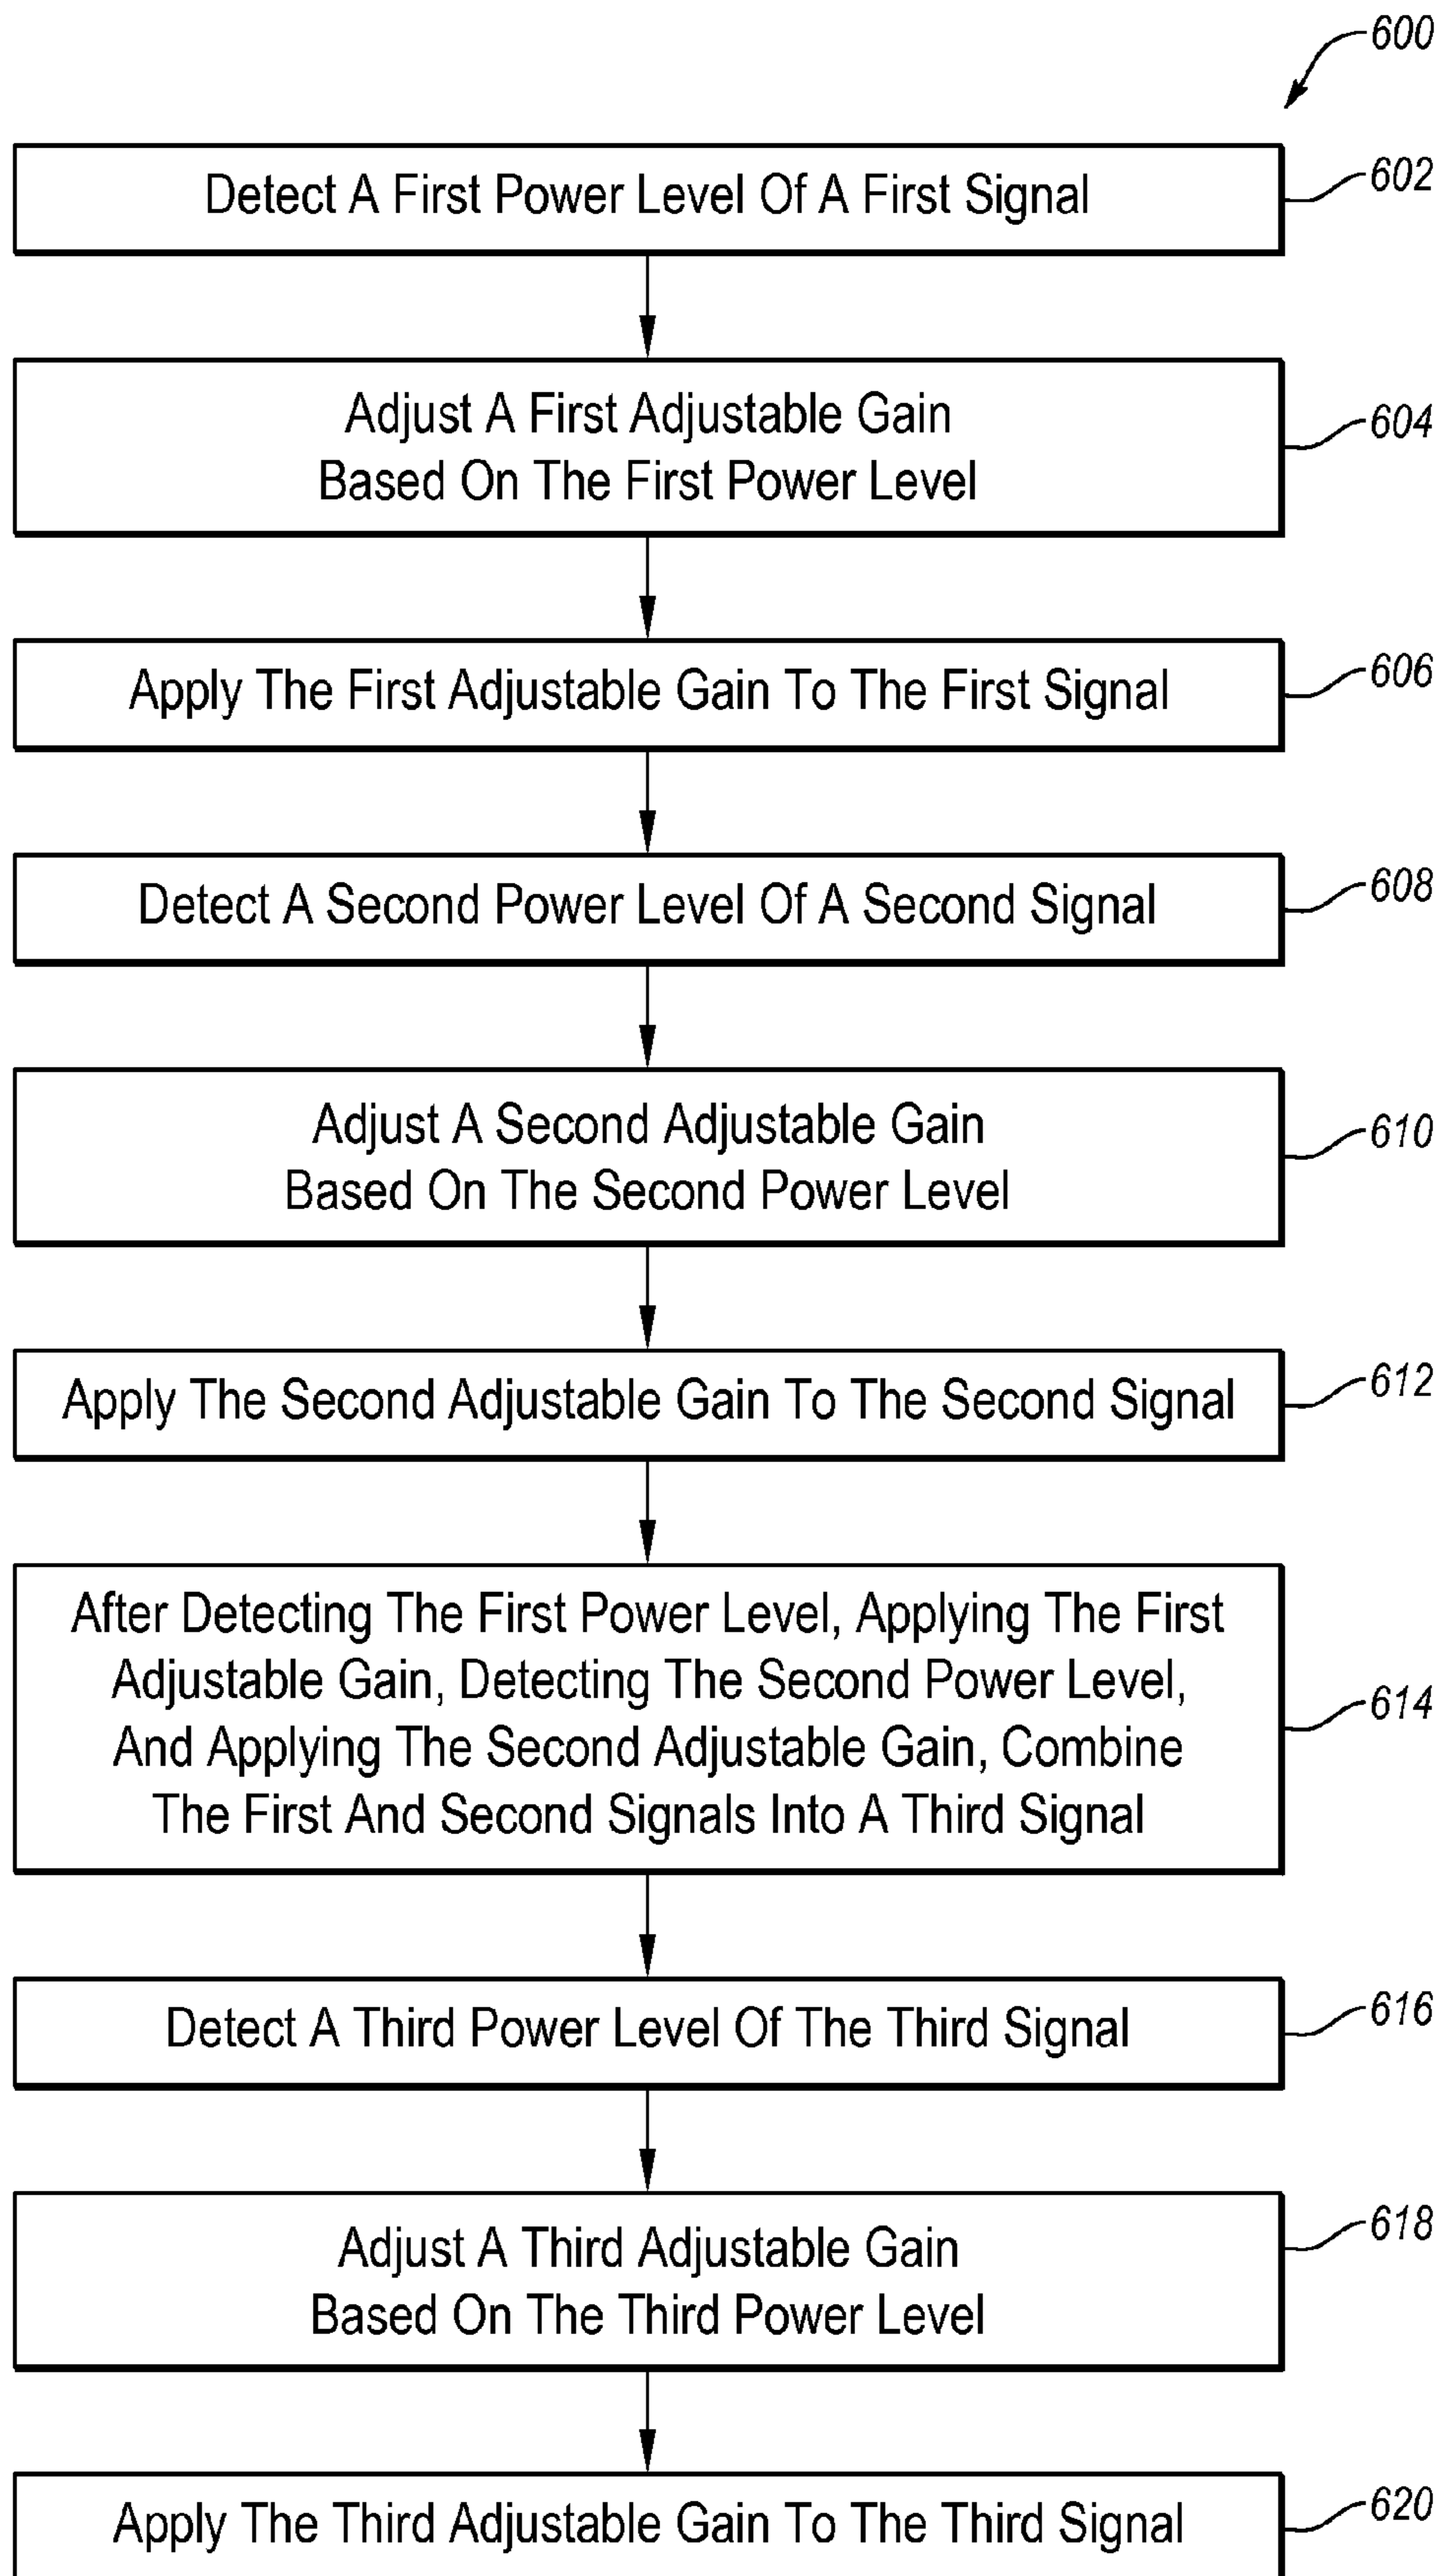 600
Detect A First Power Level Of A First Signal
602
Adjust A First Adjustable Gain
Based On The First Power Level
604
Apply The First Adjustable Gain To The First Signal
606
Detect A Second Power Level Of A Second Signal
608
Adjust A Second Adjustable Gain
Based On The Second Power Level
610
Apply The Second Adjustable Gain To The Second Signal
612
After Detecting The First Power Level, Applying The First
Adjustable Gain, Detecting The Second Power Level,
And Applying The Second Adjustable Gain, Combine
The First And Second Signals Into A Third Signal
614
Detect A Third Power Level Of The Third Signal
616
Adjust A Third Adjustable Gain
Based On The Third Power Level
618
Apply The Third Adjustable Gain To The Third Signal
620